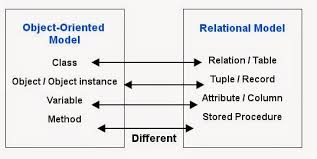 Object-Oriented
Model
Class
Object / Object instance
Variable
Method
Relational Model
Relation / Table
Tuple / Record
Attribute / Column
Stored Procedure
Different